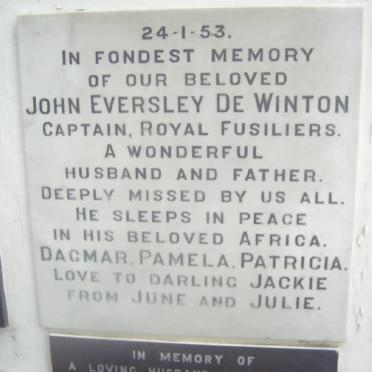 24-1-53.
IN FONDEST MEMORY
OF OUR BELOVED
JOHN EVERSLEY DE WINTON
CAPTAIN, ROYAL FUSILIERS.
A WONDERFUL
HUSBAND AND FATHER.
DEEPLY MISSED BY US ALL.
HE SLEEPS IN PEACE
IN HIS BELOVED AFRICA.
DAGMAR, PAMELA, PATRICIA.
LOVE TO DARLING JACKIE
FROM JUNE AND JULIE.
IN MEMORY OF
A LOVING HUSBAND